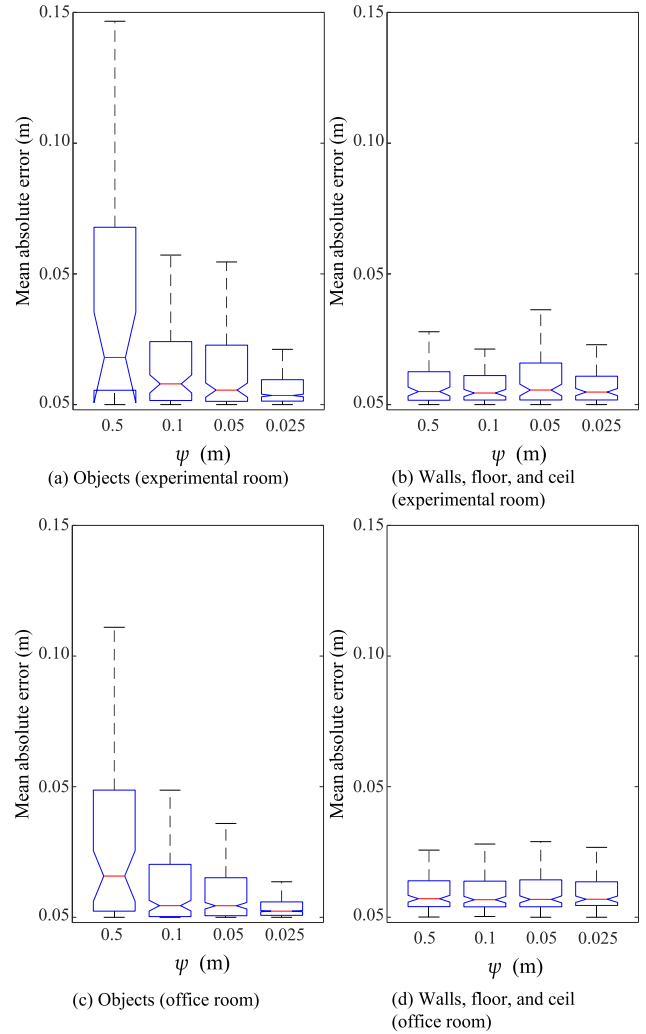 0.15
0.10
0.05
0.05
Mean absolute error (m)
0.5 0.1 0.05 0.025
ψ (m)
(a) Objects (experimental room)
0.15
0.10
0.05
0.05
Mean absolute error (m)
0.5 0.1 0.05 0.025
ψ (m)
(b) Walls, floor, and ceil
(experimental room)
0.15
0.10
0.05
0.05
Mean absolute error (m)
0.5 0.1 0.05 0.025
ψ (m)
(c) Objects (office room)
0.15
0.10
0.05
0.05
Mean absolute error (m)
0.5 0.1 0.05 0.025
ψ (m)
(d) Walls, floor, and ceil
(office room)